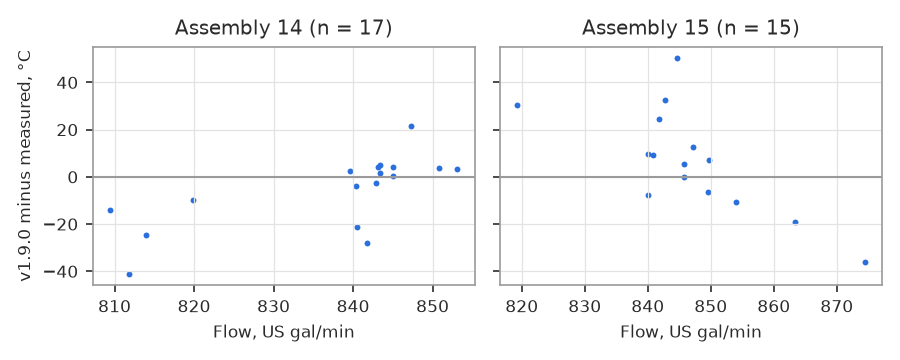 Assembly 14 (n = 17)
Assembly 15 (n = 15)
v1.9.0 minus measured, °C
40
20
0
−20
−40
810 820 830 840 850
820 830 840 850 860 870
Flow, US gal/min
Flow, US gal/min